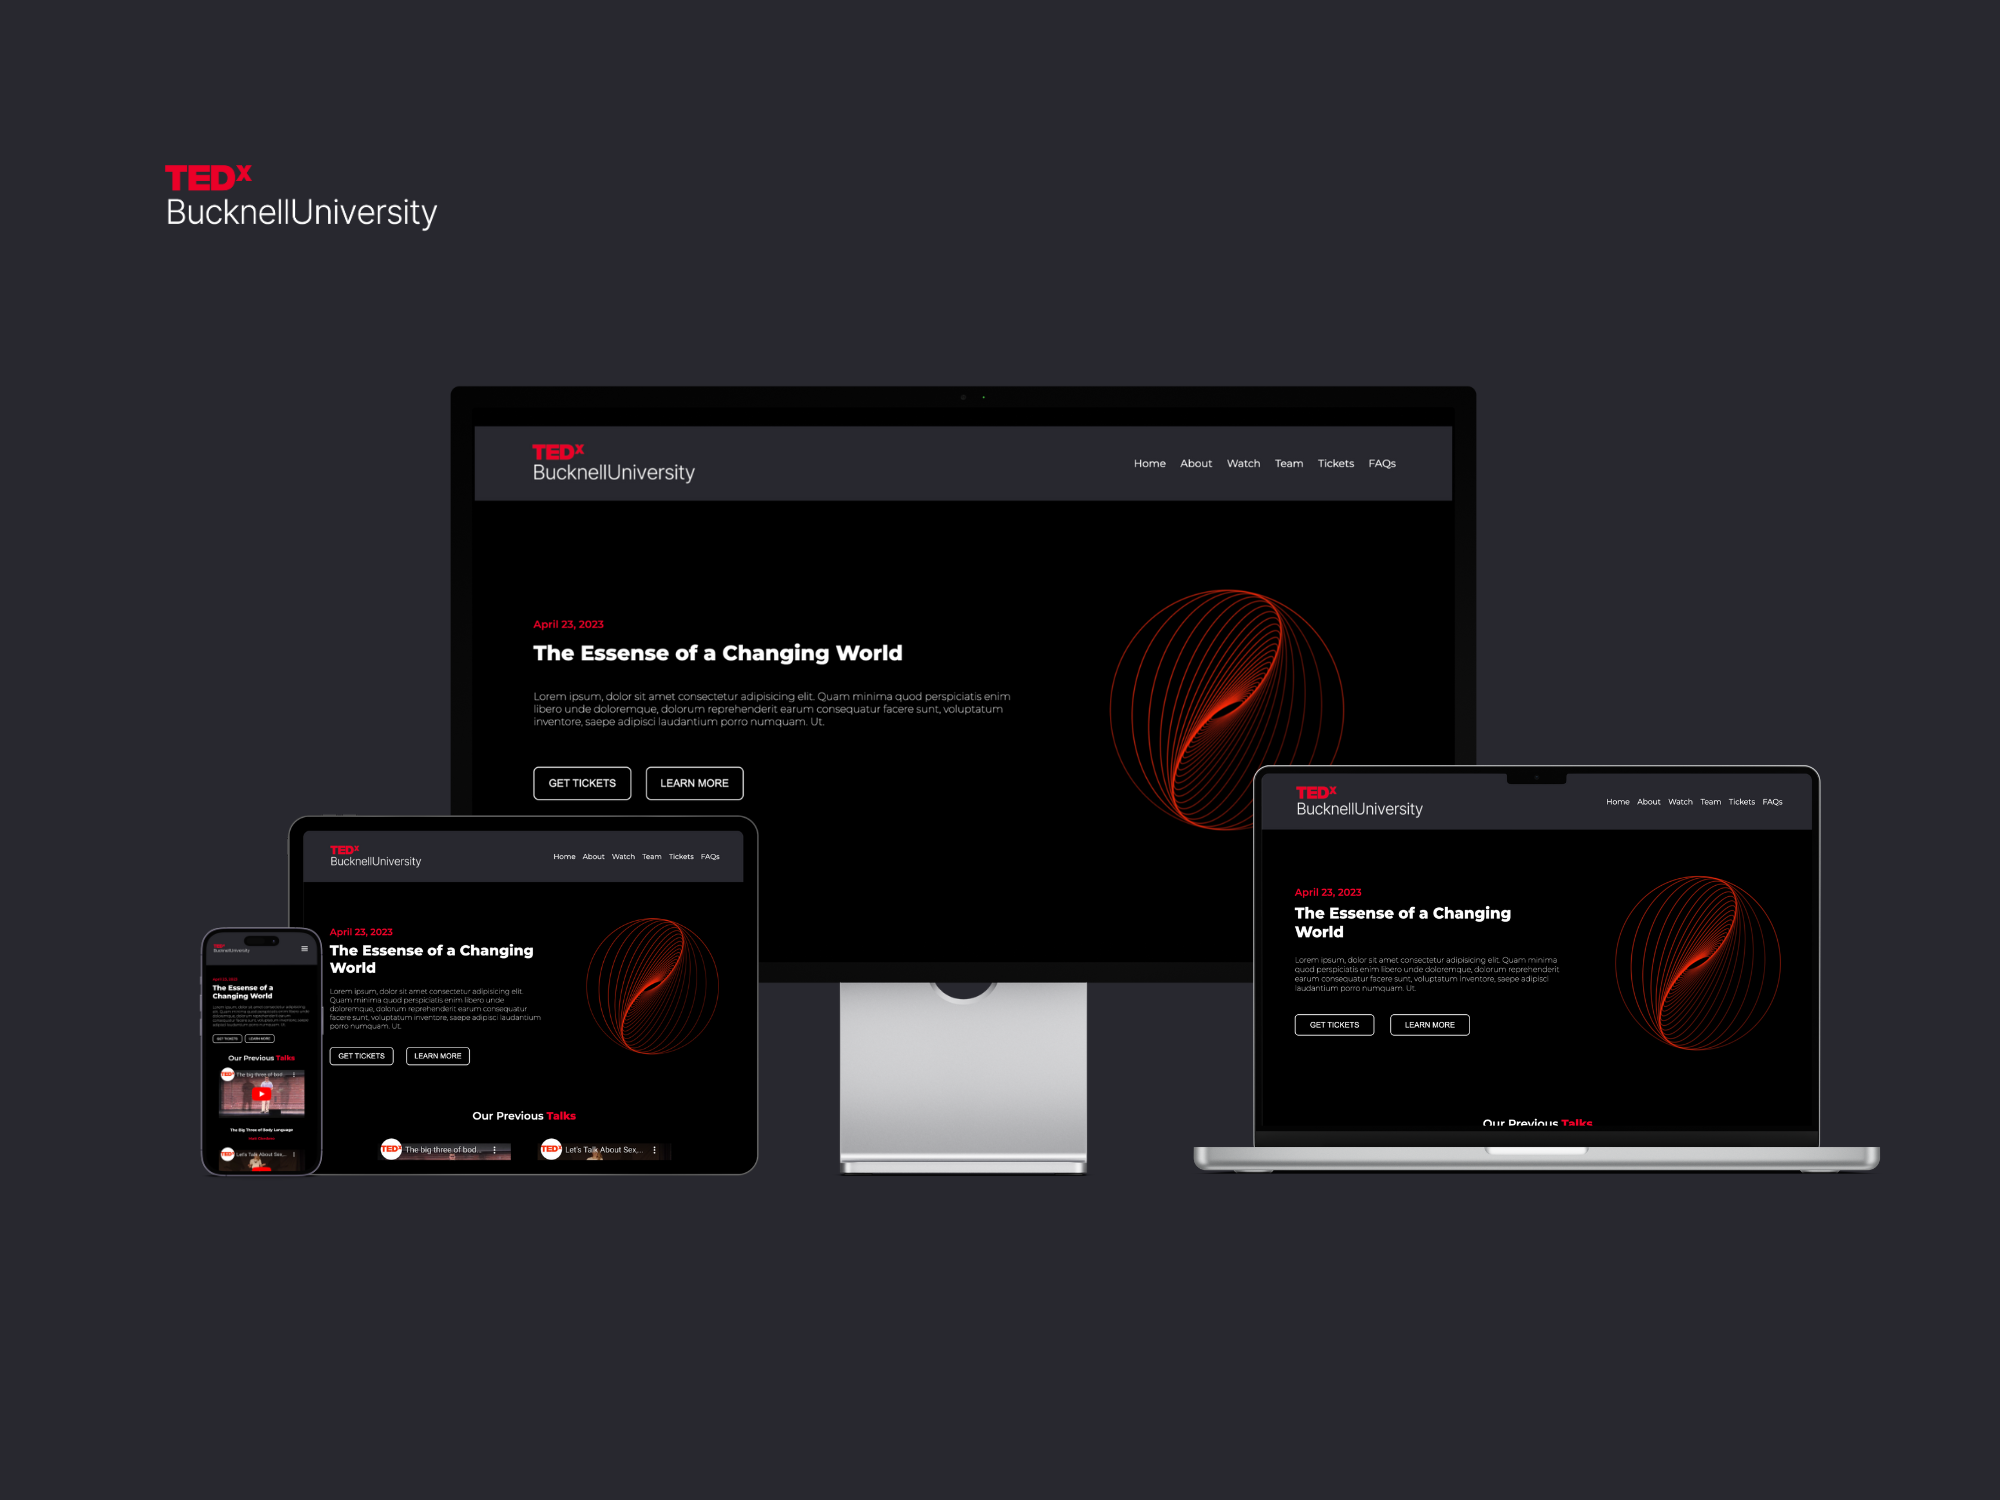 TEDx
BucknellUniversity
TEDx
BucknellUniversity
Home About Watch Team Tickets FAQs
April 23, 2023
The Essense of a Changing World
Lorem ipsum, dolor sit amet consectetur adipisicing elit. Quam minima quod perspiciatis enim
libero unde doloremque, dolorum reprehenderit earum consequatur facere sunt, voluptatum
inventore, saepe adipisci laudantium porro numquam. Ut.
GET TICKETS LEARN MORE
TEDx
BucknellUniversity
Home About Watch Team Tickets FAQs
April 23, 2023
The Essense of a Changing
World
Lorem ipsum, dolor sit amet consectetur adipisicing elit. Quam minima
quod perspiciatis enim libero unde doloremque, dolorum reprehenderit
earum consequatur facere sunt, voluptatum inventore, saepe adipisci
laudantium porro numquam. Ut.
GET TICKETS LEARN MORE
Our Previous Talks
TEDx
BucknellUniversity
Home About Watch Team Tickets FAQs
April 23, 2023
The Essense of a Changing
World
Lorem ipsum, dolor sit amet consectetur adipisicing elit.
Quam minima quod perspiciatis enim libero unde
doloremque, dolorum reprehenderit earum consequatur
facere sunt, voluptatum inventore, saepe adipisci laudantium
porro numquam. Ut.
GET TICKETS LEARN MORE
Our Previous Talks
TEDx The big three of bod...
TEDx Let's Talk About Sex,...
TEDx
BucknellUniversity
The Essense of a
Changing World
GET TICKETS LEARN MORE
Our Previous Talks
TEDx The big three of bod...
The Big Three of Body Language
TEDx Let's Talk About Sex,...